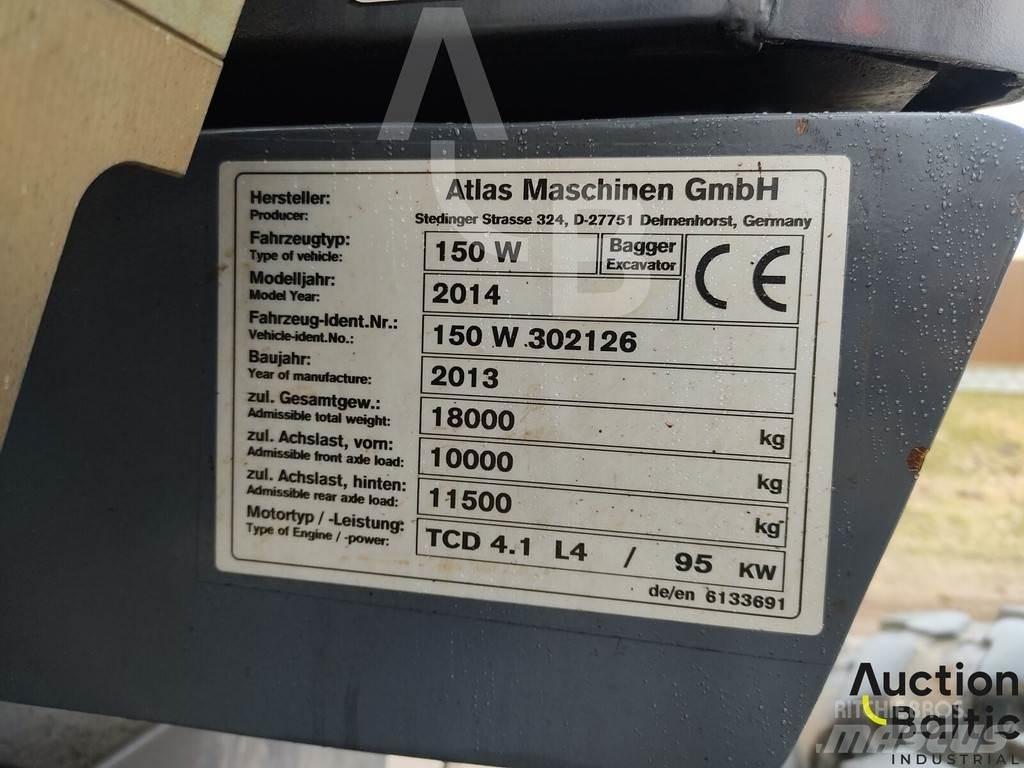 Hersteller: Atlas Maschinen GmbH
Producer: Stedinger Strasse 324, D-27751 Delmenhorst, Germany
Fahrzeugtyp: 150 W Bagger CE
Type of vehicle: Excavator
Modelljahr: 2014
Model Year:
Fahrzeug-Ident.Nr.: 150 W 302126
Vehicle-ident.No.:
Baujahr: 2013
Year of manufacture:
zul. Gesamtgew.: 18000 kg
Admissible total weight:
zul. Achslast, vorn: 10000 kg
Admissible front axle load:
zul. Achslast, hinten: 11500 kg
Admissible rear axle load:
Motortyp / -Leistung: TCD 4.1 L4 / 95 KW
Type of Engine / -power:
de/en 6133691
Auction
Baltic
INDUSTRIAL
RITCHIE BROS
MASCUS